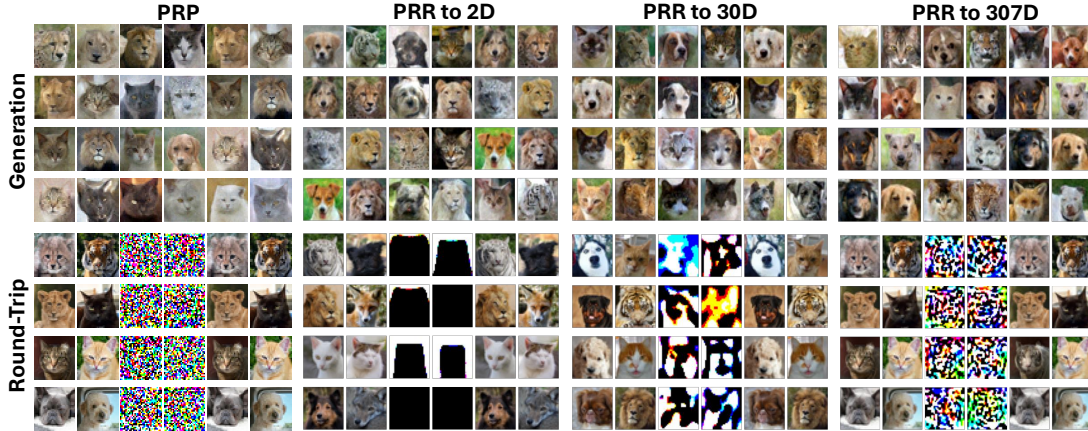 PRP
PRR to 2D
PRR to 30D
PRR to 307D
Generation
Round-Trip